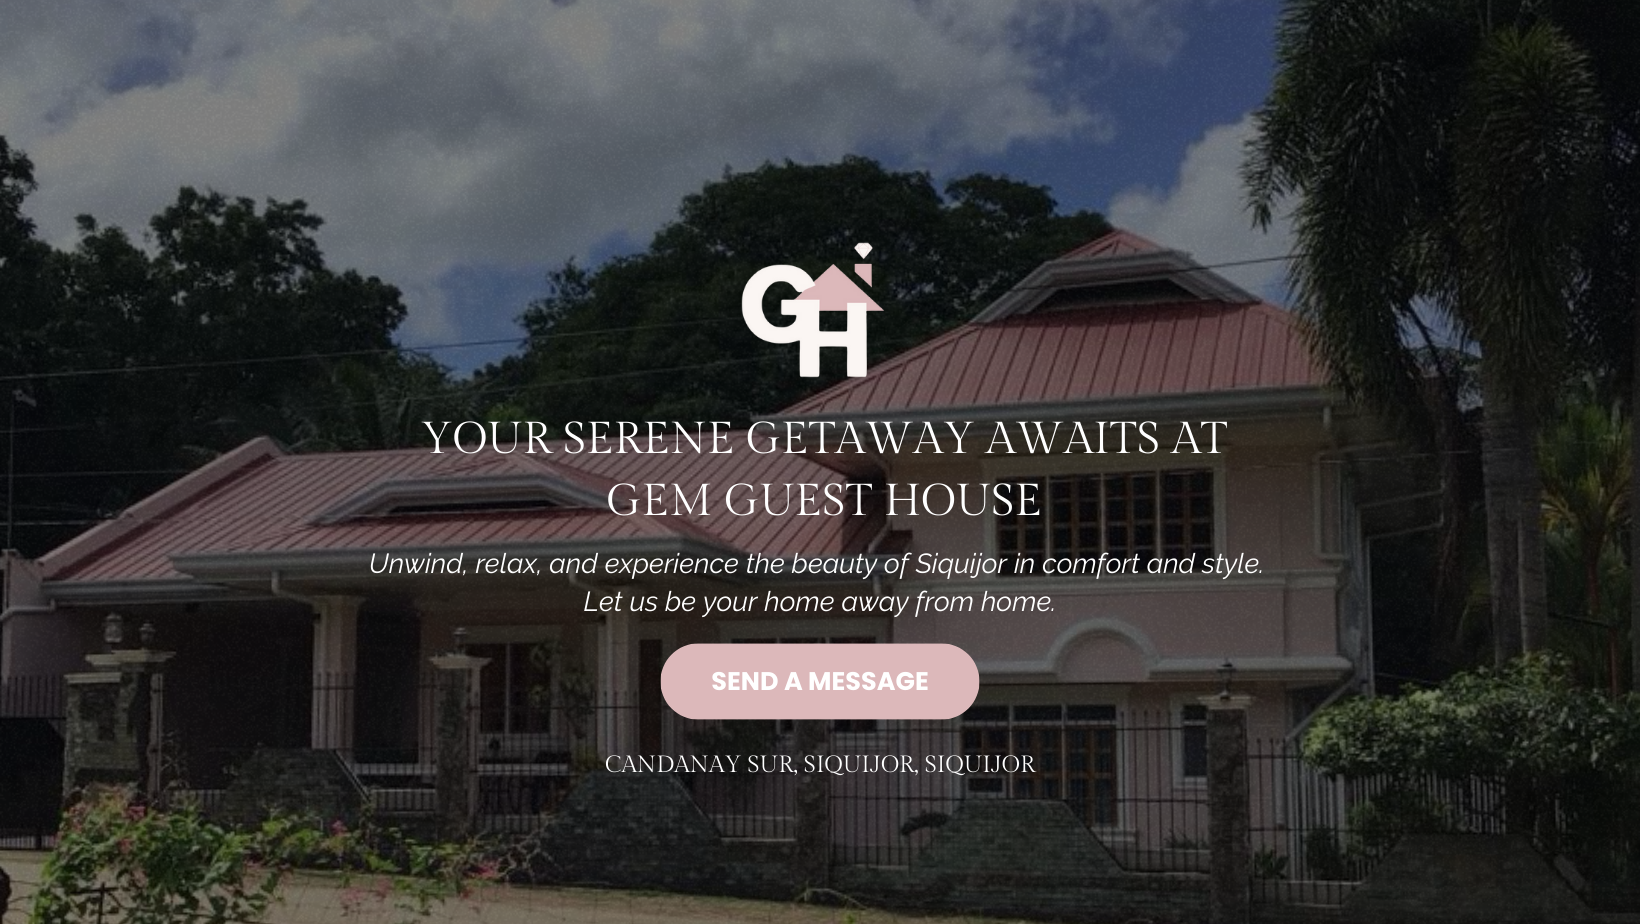 GH
YOUR SERENE GETAWAY AWAITS AT
GEM GUEST HOUSE
Unwind, relax, and experience the beauty of Siquijor in comfort and style.
Let us be your home away from home.
SEND A MESSAGE
CANDANAY SUR, SIQUIJOR, SIQUIJOR